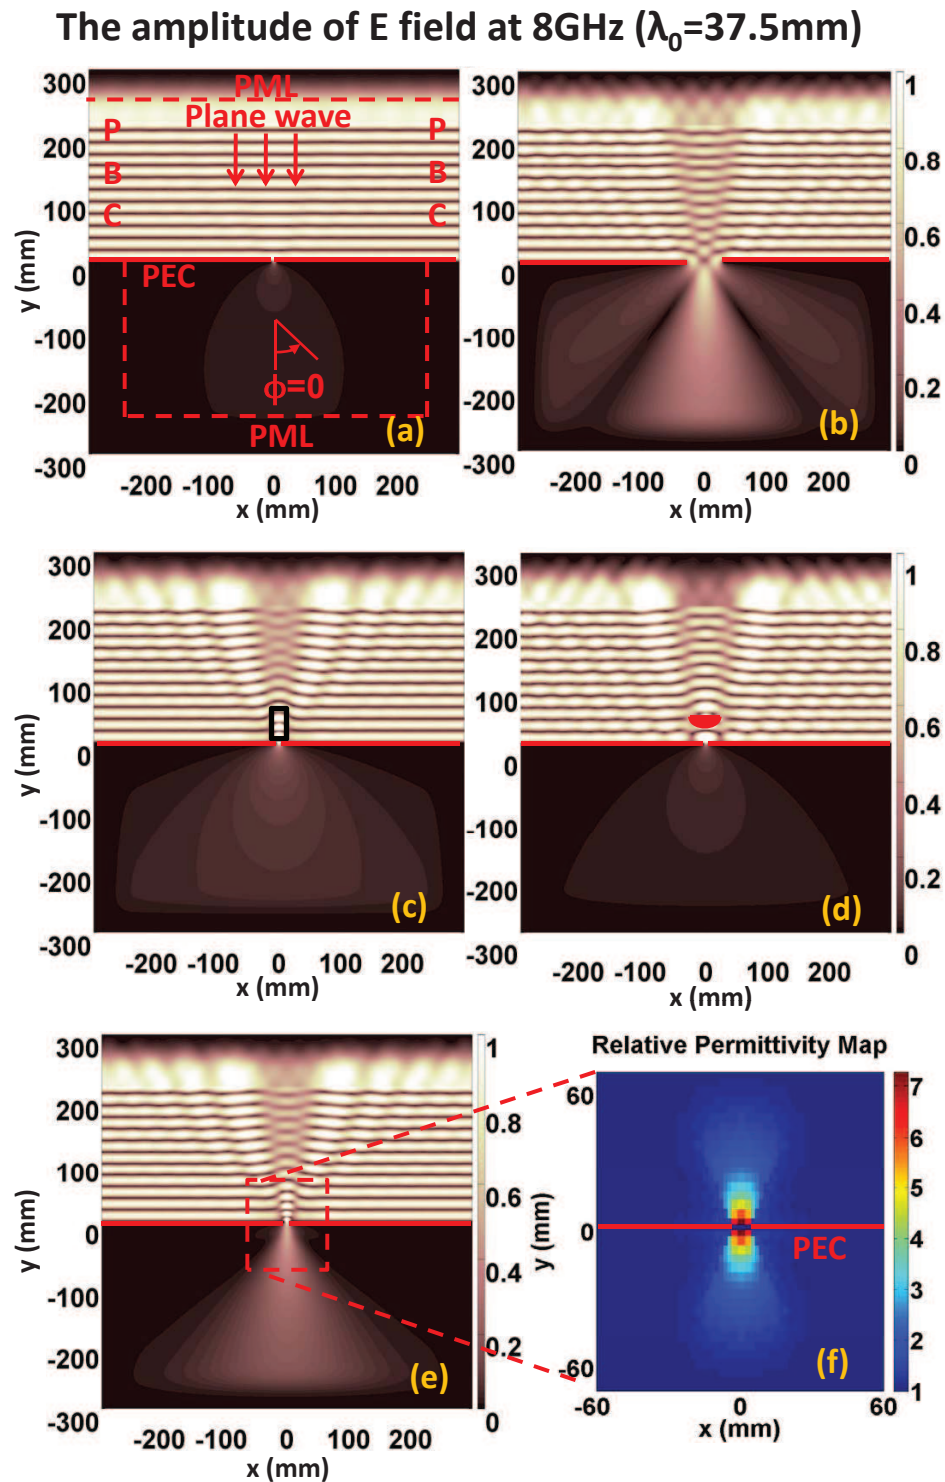 The amplitude of E field at 8GHz (λ₀=37.5mm)
300
200
100
0
-100
-200
-300
y (mm)
PML
Plane wave
P
B
C
P
B
C
PEC
ϕ=0
PML
(a)
-200 -100 0 100 200
x (mm)
300
200
100
0
-100
-200
-300
(b)
-200 -100 0 100 200
x (mm)
1
0.8
0.6
0.4
0.2
0
300
200
100
0
-100
-200
-300
y (mm)
(c)
-200 -100 0 100 200
x (mm)
300
200
100
0
-100
-200
-300
(d)
-200 -100 0 100 200
x (mm)
1
0.8
0.6
0.4
0.2
0
300
200
100
0
-100
-200
-300
y (mm)
(e)
-200 -100 0 100 200
x (mm)
1
0.8
0.6
0.4
0.2
0
Relative Permittivity Map
60
0
-60
y (mm)
PEC
(f)
-60 0 60
x (mm)
7
6
5
4
3
2
1